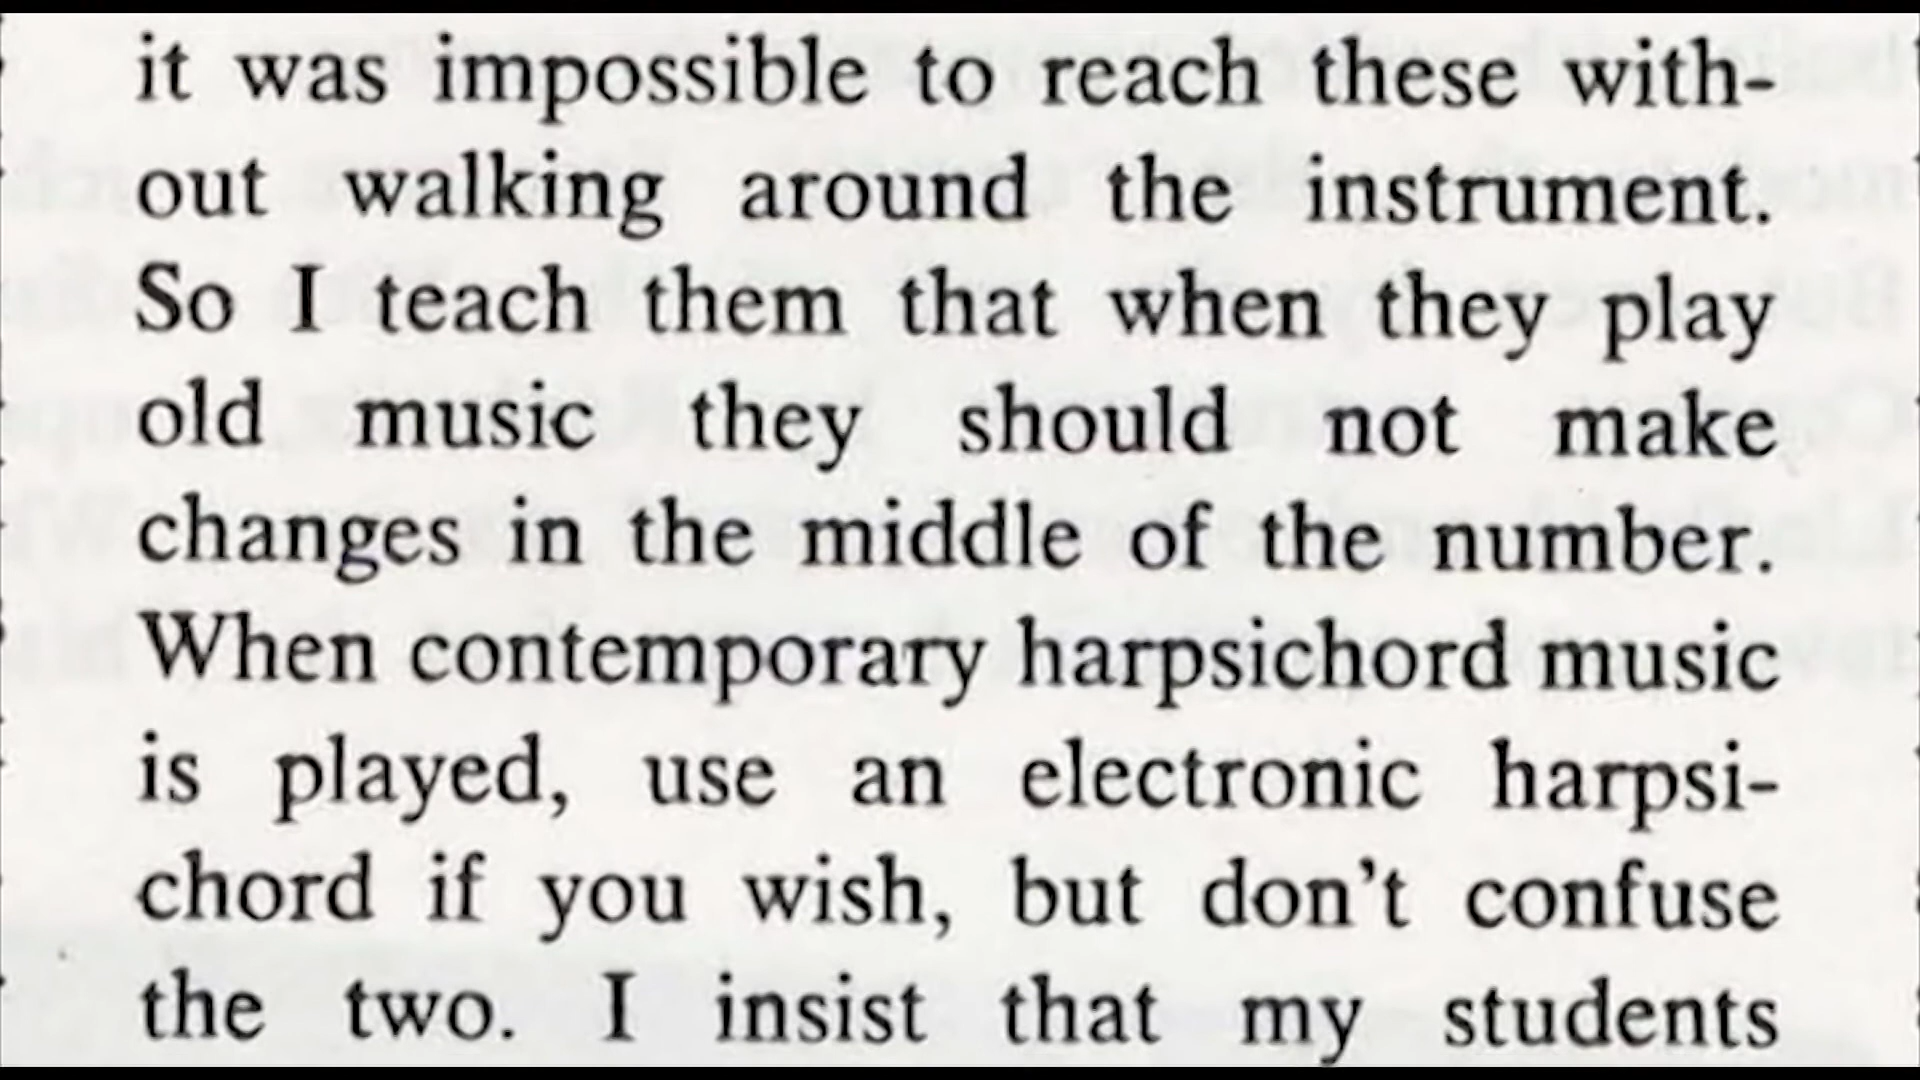 it was impossible to reach these with-
out walking around the instrument.
So I teach them that when they play
old music they should not make
changes in the middle of the number.
When contemporary harpsichord music
is played, use an electronic harpsi-
chord if you wish, but don't confuse
the two. I insist that my students